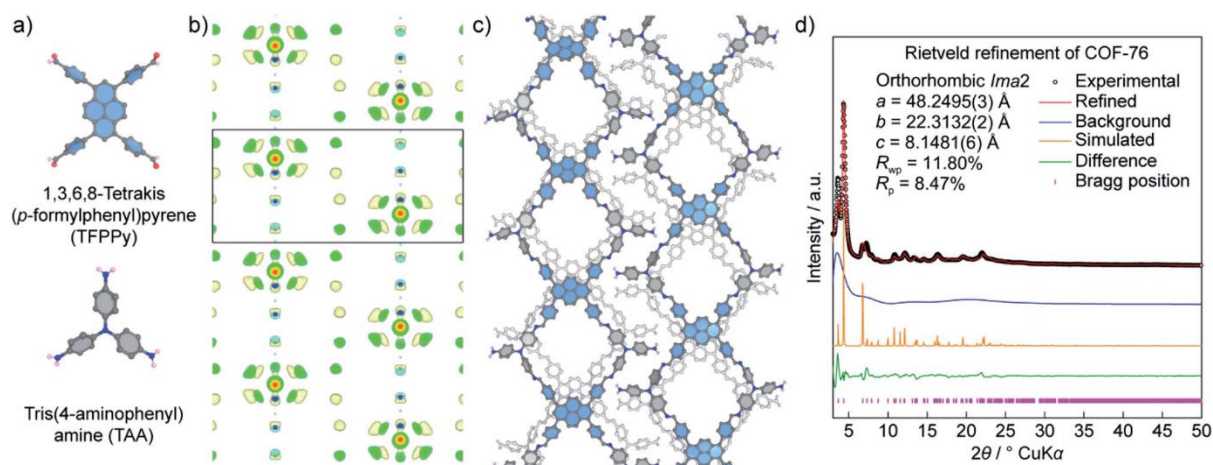 a)
1,3,6,8-Tetrakis
(p-formylphenyl)pyrene
(TFPPy)
Tris(4-aminophenyl)
amine (TAA)
b)
c)
d)
Rietveld refinement of COF-76
Orthorhombic Ima2
a = 48.2495(3) Å
b = 22.3132(2) Å
c = 8.1481(6) Å
Rwp = 11.80%
Rp = 8.47%
Experimental
Refined
Background
Simulated
Difference
Bragg position
Intensity / a.u.
5 10 15 20 25 30 35 40 45 50
2θ / ° CuKα